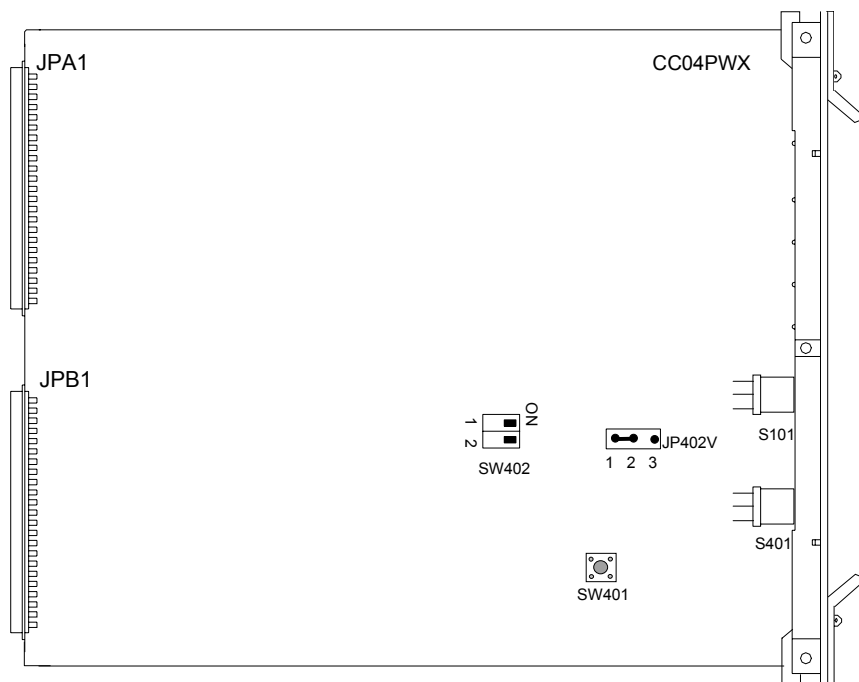 JPA1
CC04PWX
JPB1
ON
1
2
SW402
JP402V
1 2 3
S101
S401
SW401